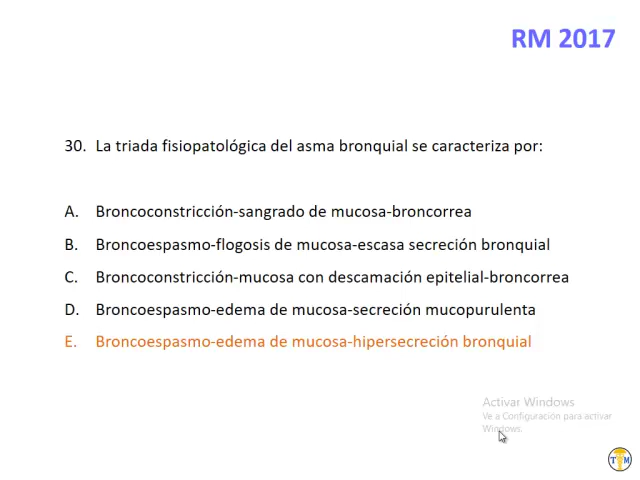 RM 2017
30. La triada fisiopatológica del asma bronquial se caracteriza por:
A. Broncoconstricción-sangrado de mucosa-broncorrea
B. Broncoespasmo-flogosis de mucosa-escasa secreción bronquial
C. Broncoconstricción-mucosa con descamación epitelial-broncorrea
D. Broncoespasmo-edema de mucosa-secreción mucopurulenta
E. Broncoespasmo-edema de mucosa-hipersecreción bronquial
Activar Windows
Ve a Configuración para activar
Windows.
T M